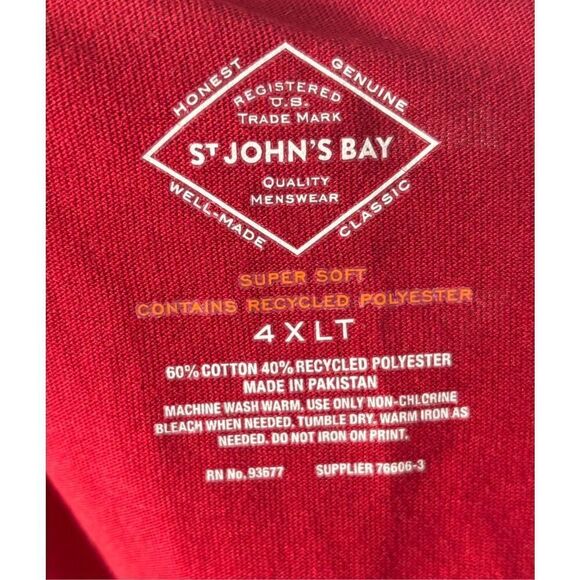 HONEST GENUINE
REGISTERED
U.S.
TRADE MARK
ST JOHN'S BAY
QUALITY
MENSWEAR
WELL-MADE CLASSIC
SUPER SOFT
CONTAINS RECYCLED POLYESTER
4XLT
60% COTTON 40% RECYCLED POLYESTER
MADE IN PAKISTAN
MACHINE WASH WARM. USE ONLY NON-CHLORINE
BLEACH WHEN NEEDED. TUMBLE DRY. WARM IRON AS
NEEDED. DO NOT IRON ON PRINT.
RN No. 93677 SUPPLIER 76606-3